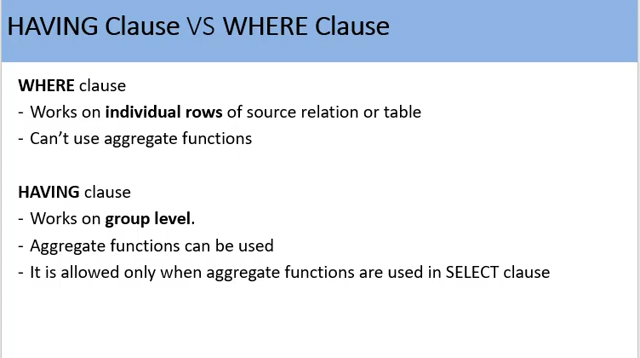 HAVING Clause VS WHERE Clause
WHERE clause
- Works on individual rows of source relation or table
- Can’t use aggregate functions
HAVING clause
- Works on group level.
- Aggregate functions can be used
- It is allowed only when aggregate functions are used in SELECT clause